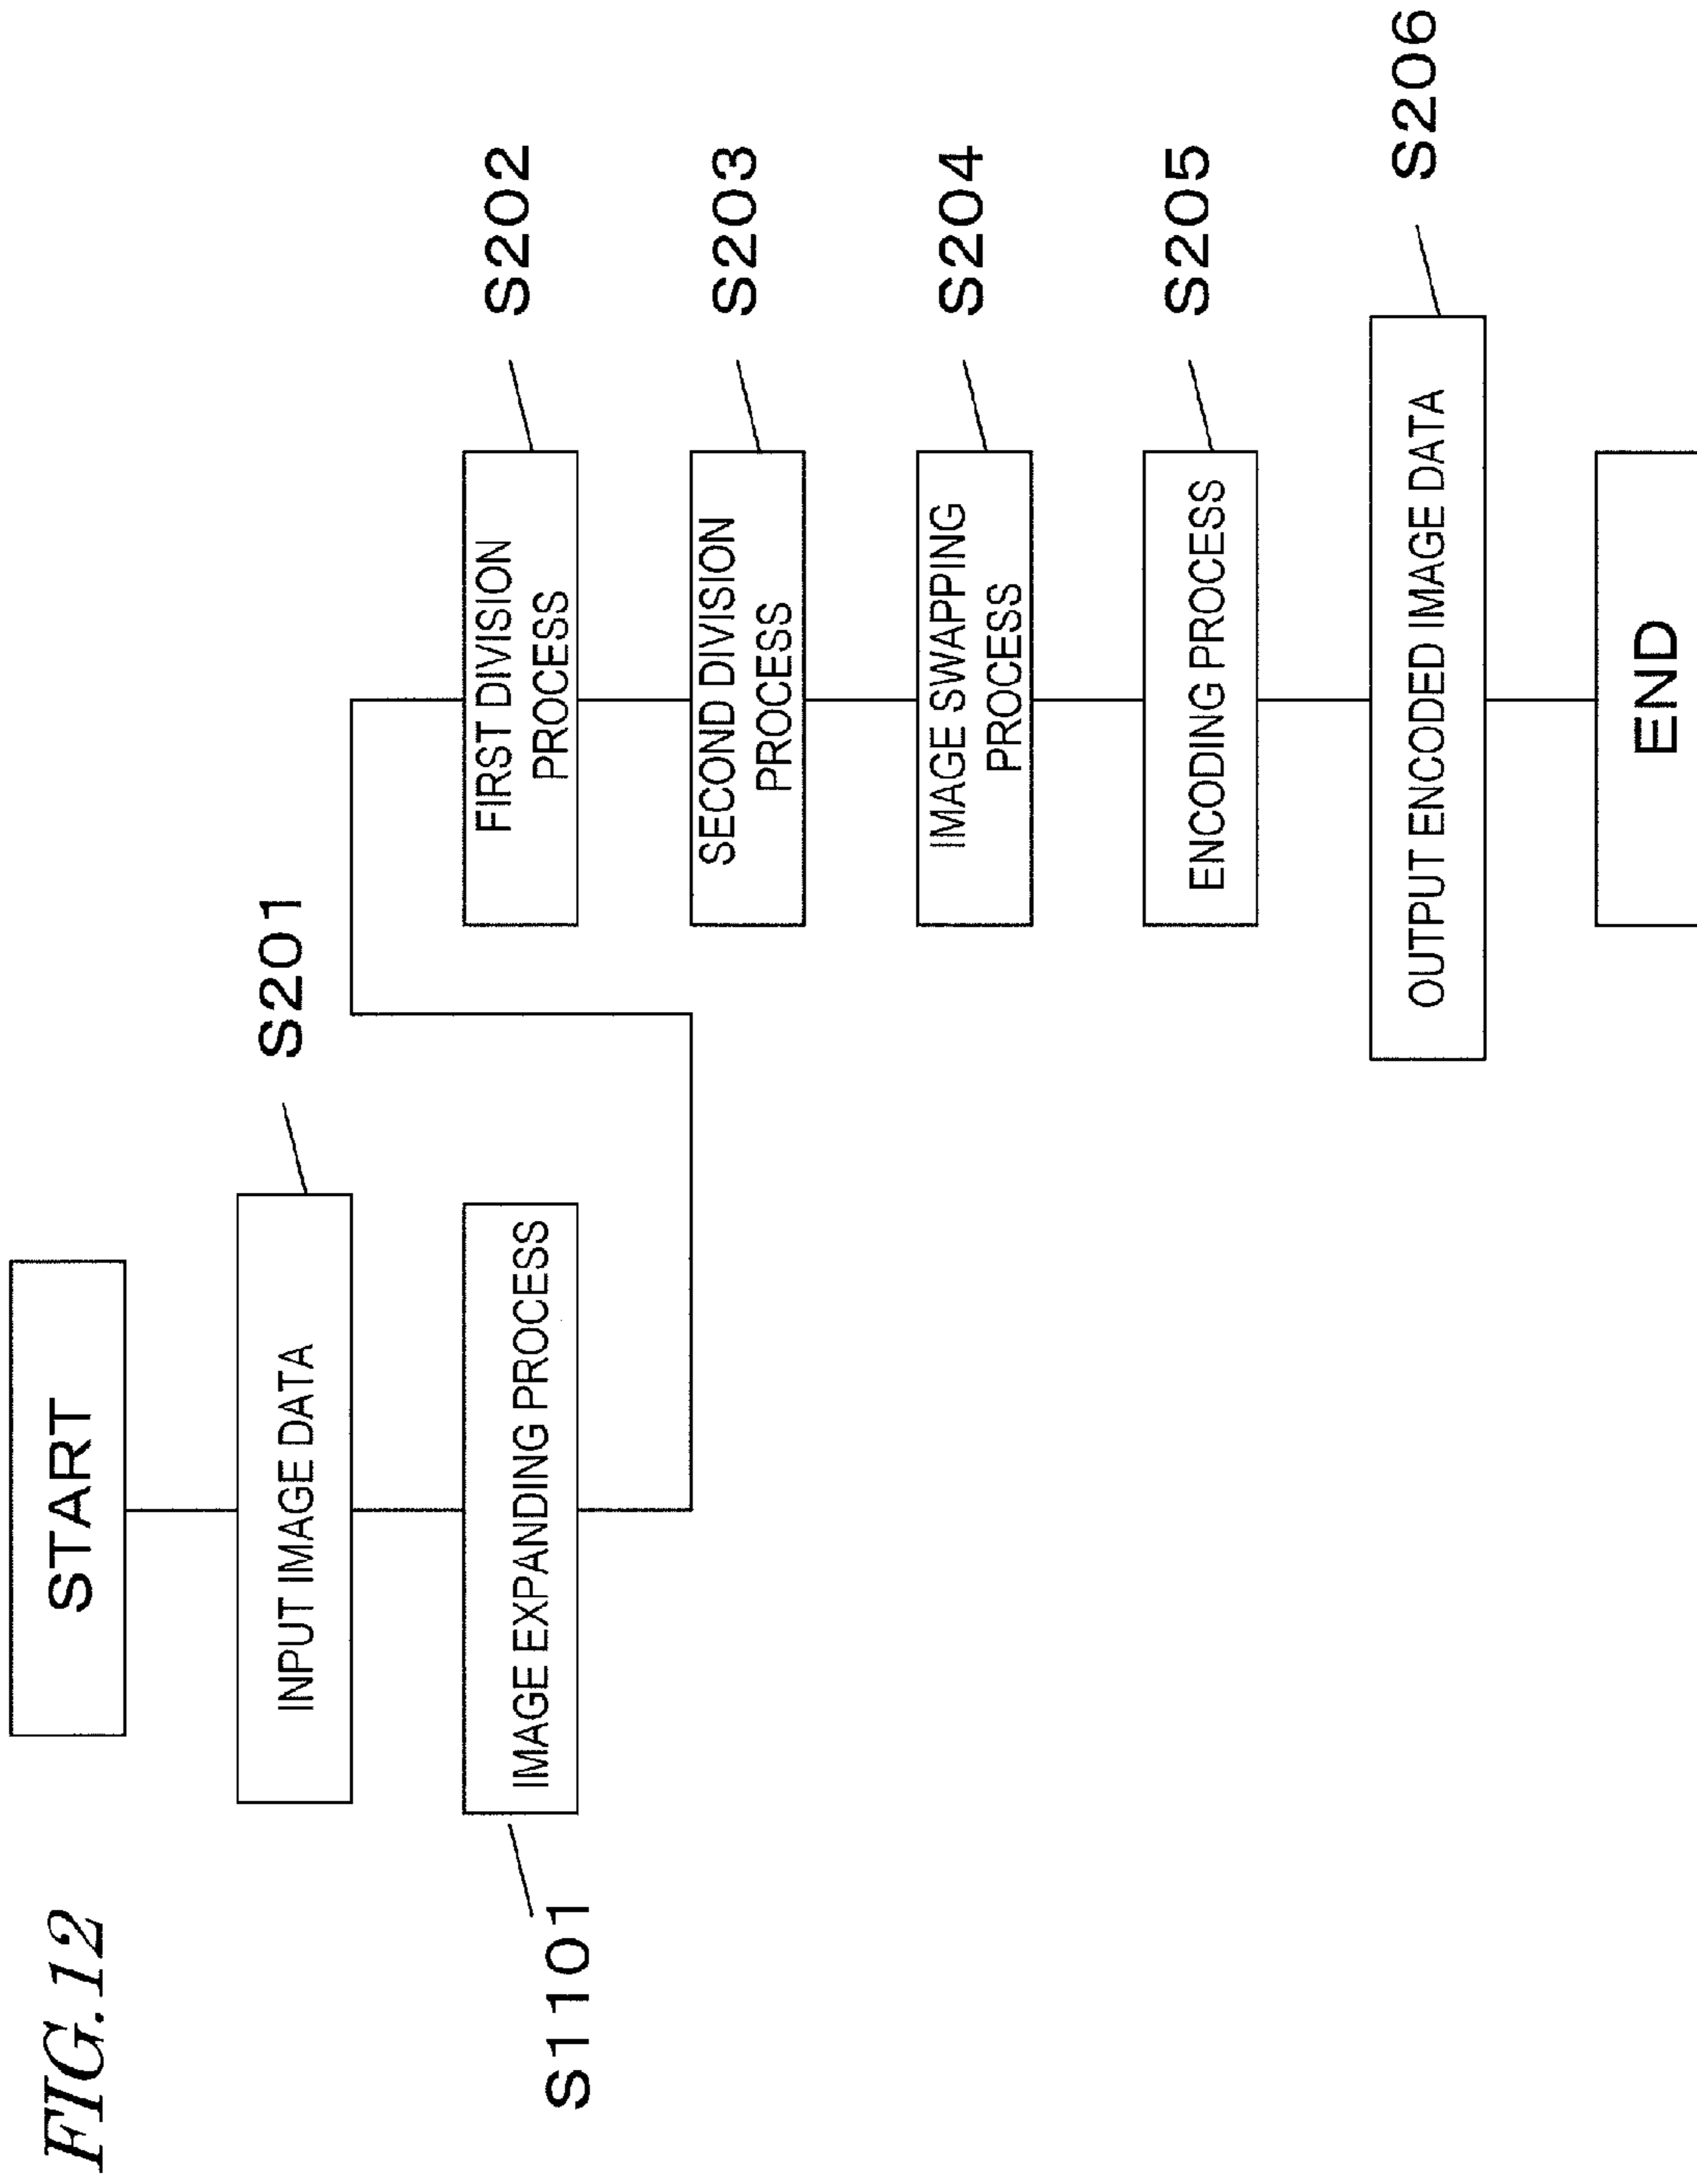 FIG.12
START
INPUT IMAGE DATA
S201
IMAGE EXPANDING PROCESS
S1101
FIRST DIVISION
PROCESS
S202
SECOND DIVISION
PROCESS
S203
IMAGE SWAPPING
PROCESS
S204
ENCODING PROCESS
S205
OUTPUT ENCODED IMAGE DATA
S206
END